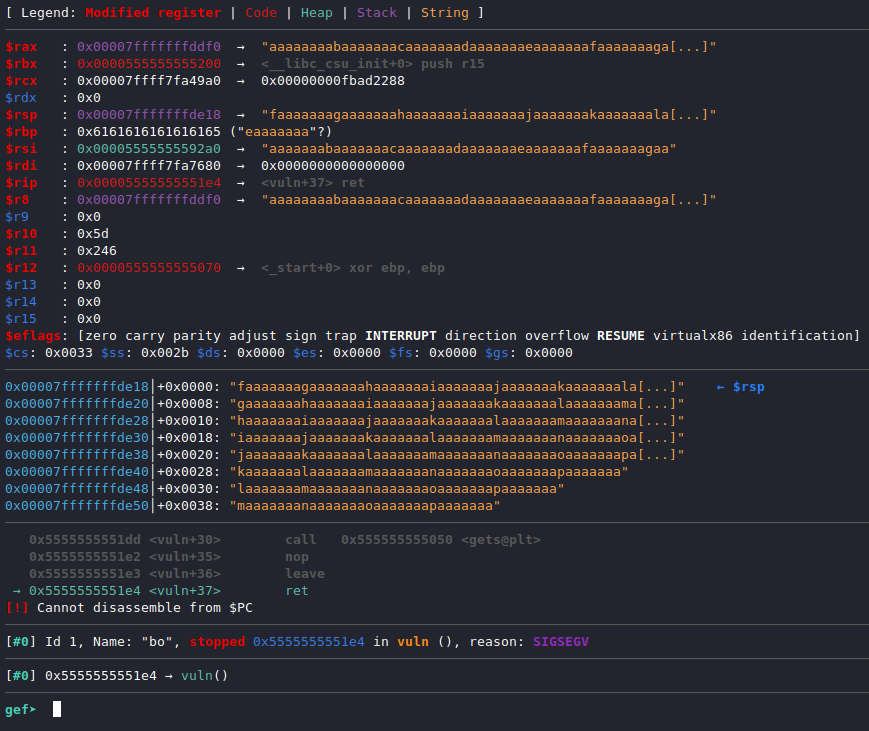 [ Legend: Modified register | Code | Heap | Stack | String ]
$rax   : 0x00007fffffffddf0  →  "aaaaaaaabaaaaaaacaaaaaaadaaaaaaaeaaaaaaafaaaaaaaga[...]"
$rbx   : 0x0000555555555200  →  <__libc_csu_init+0> push r15
$rcx   : 0x00007ffff7fa49a0  →  0x00000000fbad2288
$rdx   : 0x0
$rsp   : 0x00007fffffffde18  →  "faaaaaaagaaaaaaahaaaaaaaiaaaaaaajaaaaaaakaaaaaaala[...]"
$rbp   : 0x6161616161616165 ("eaaaaaaa"?)
$rsi   : 0x00005555555592a0  →  "aaaaaaabaaaaaaacaaaaaaadaaaaaaaeaaaaaaafaaaaaaagaa"
$rdi   : 0x00007ffff7fa7680  →  0x0000000000000000
$rip   : 0x00005555555551e4  →  <vuln+37> ret
$r8    : 0x00007fffffffddf0  →  "aaaaaaaabaaaaaaacaaaaaaadaaaaaaaeaaaaaaafaaaaaaaga[...]"
$r9    : 0x0
$r10   : 0x5d
$r11   : 0x246
$r12   : 0x0000555555555070  →  <_start+0> xor ebp, ebp
$r13   : 0x0
$r14   : 0x0
$r15   : 0x0
$eflags: [zero carry parity adjust sign trap INTERRUPT direction overflow RESUME virtualx86 identification]
$cs: 0x0033 $ss: 0x002b $ds: 0x0000 $es: 0x0000 $fs: 0x0000 $gs: 0x0000
0x00007fffffffde18│+0x0000: "faaaaaaagaaaaaaahaaaaaaaiaaaaaaajaaaaaaakaaaaaaala[...]"    ← $rsp
0x00007fffffffde20│+0x0008: "gaaaaaaahaaaaaaaiaaaaaaajaaaaaaakaaaaaaalaaaaaaama[...]"
0x00007fffffffde28│+0x0010: "haaaaaaaiaaaaaaajaaaaaaakaaaaaaalaaaaaaamaaaaaaana[...]"
0x00007fffffffde30│+0x0018: "iaaaaaaajaaaaaaakaaaaaaalaaaaaaamaaaaaaanaaaaaaaoa[...]"
0x00007fffffffde38│+0x0020: "jaaaaaaakaaaaaaalaaaaaaamaaaaaaanaaaaaaaoaaaaaaapa[...]"
0x00007fffffffde40│+0x0028: "kaaaaaaalaaaaaaamaaaaaaanaaaaaaaoaaaaaaapaaaaaaa"
0x00007fffffffde48│+0x0030: "laaaaaaamaaaaaaanaaaaaaaoaaaaaaapaaaaaaa"
0x00007fffffffde50│+0x0038: "maaaaaaanaaaaaaaoaaaaaaapaaaaaaa"
   0x5555555551dd <vuln+30>        call   0x555555555050 <gets@plt>
   0x5555555551e2 <vuln+35>        nop
   0x5555555551e3 <vuln+36>        leave
 → 0x5555555551e4 <vuln+37>        ret
[!] Cannot disassemble from $PC
[#0] Id 1, Name: "bo", stopped 0x5555555551e4 in vuln (), reason: SIGSEGV
[#0] 0x5555555551e4 → vuln()
gef➤